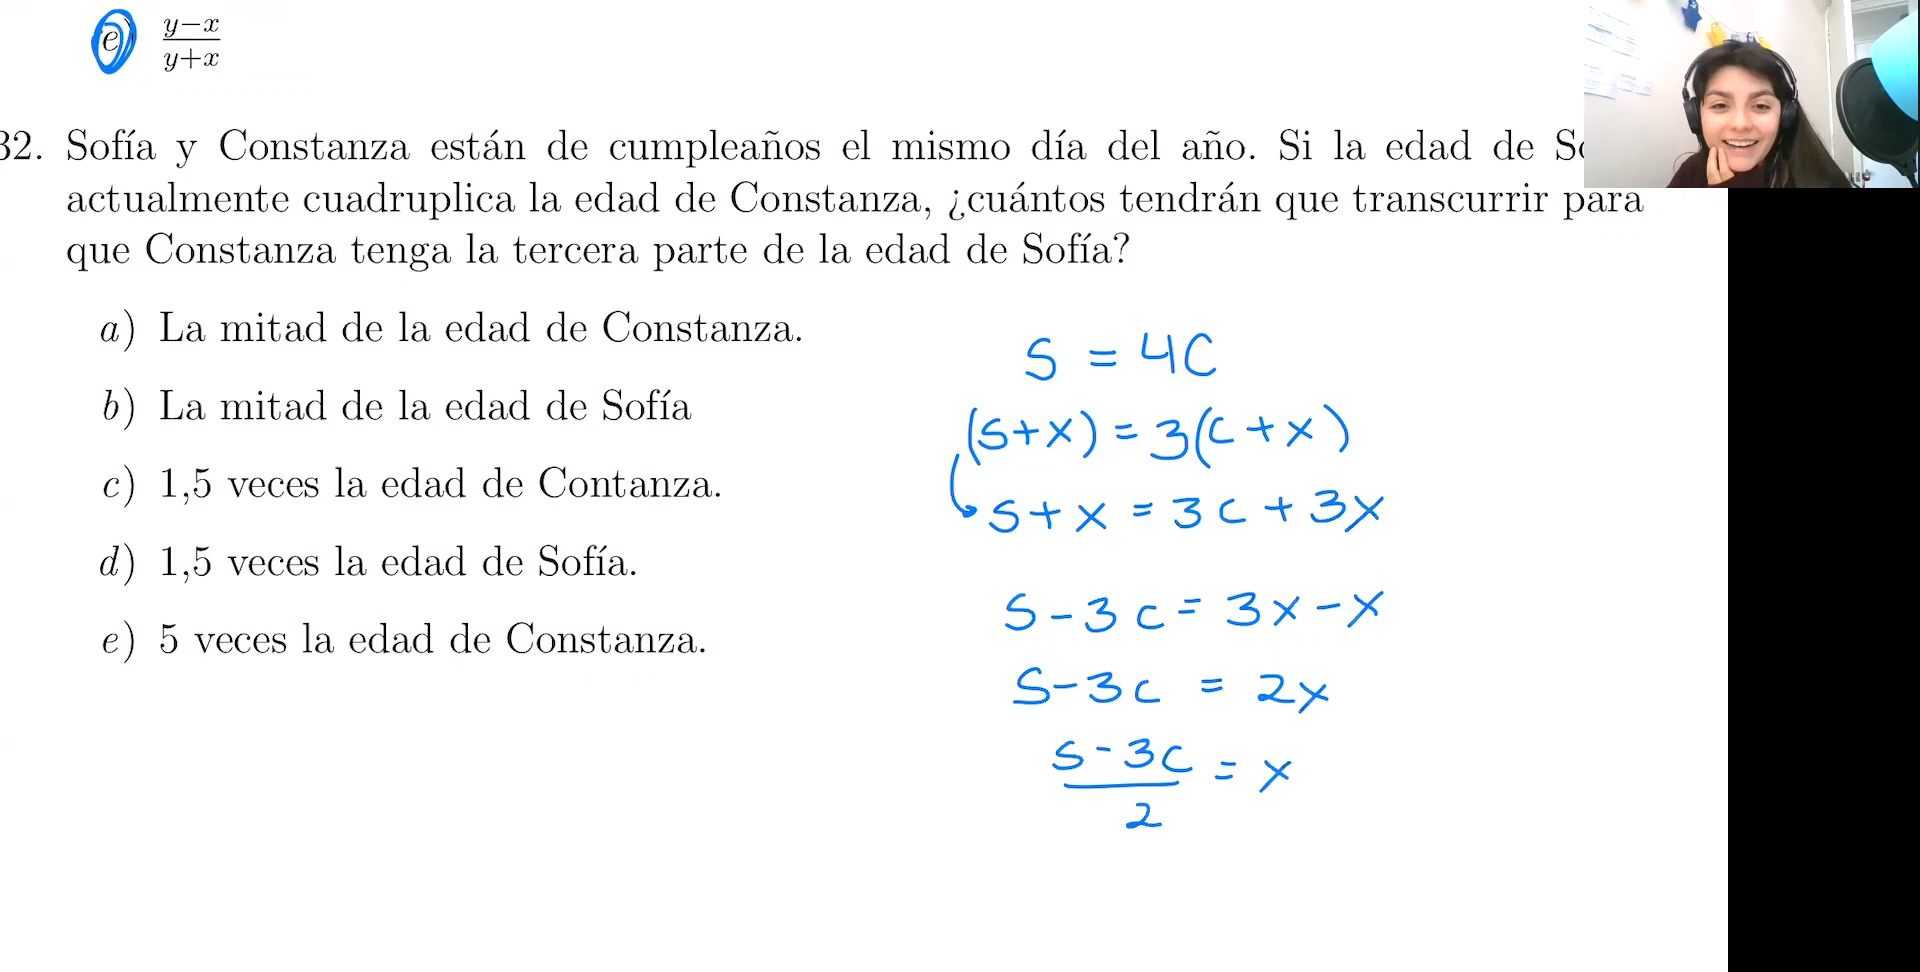 e) y−x
y+x
32. Sofía y Constanza están de cumpleaños el mismo día del año. Si la edad de
actualmente cuadruplica la edad de Constanza, ¿cuántos tendrán que transcurrir para
que Constanza tenga la tercera parte de la edad de Sofía?
a) La mitad de la edad de Constanza.
b) La mitad de la edad de Sofía
c) 1,5 veces la edad de Contanza.
d) 1,5 veces la edad de Sofía.
e) 5 veces la edad de Constanza.
S = 4C
(S+x) = 3(C+x)
S+x = 3C+3x
S-3C = 3x-x
S-3C = 2x
S-3C = x
2